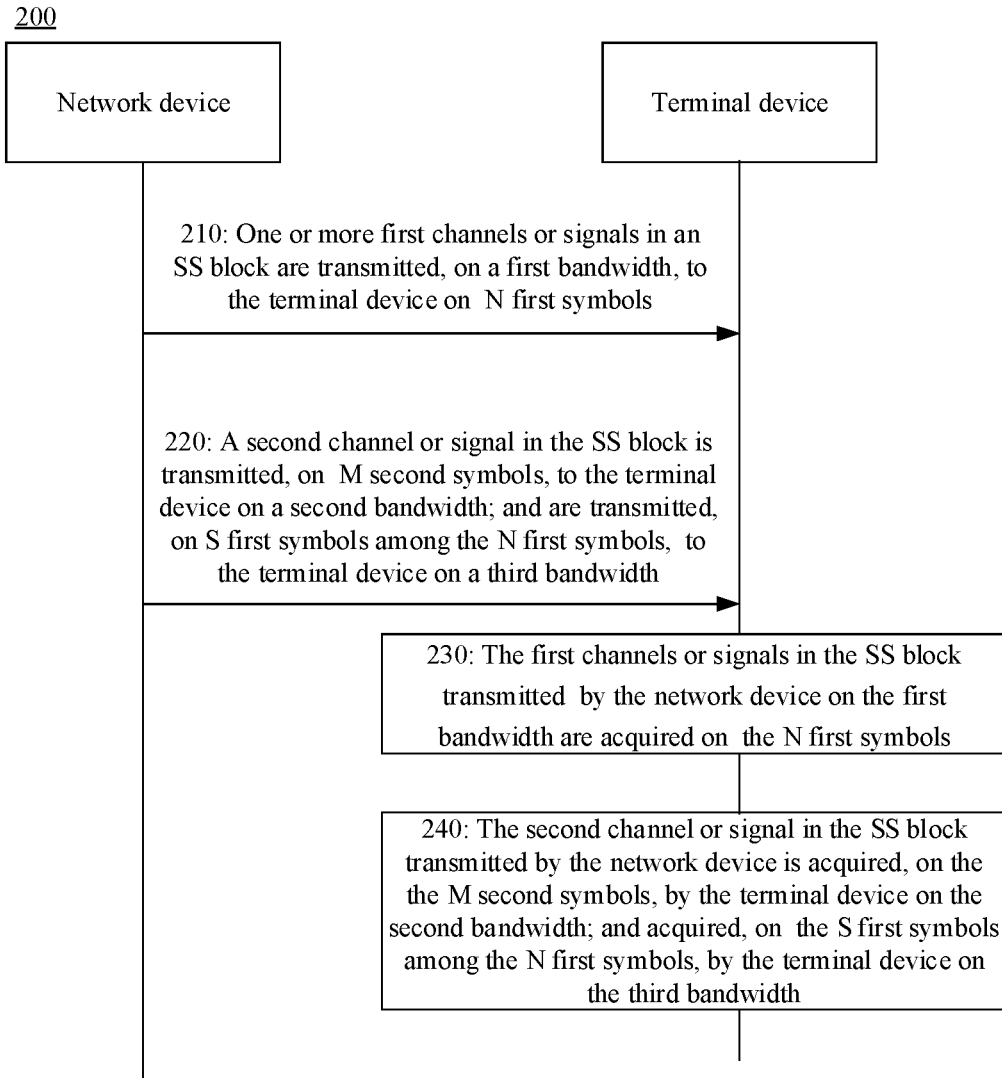 200
Network device
Terminal device
210: One or more first channels or signals in an
SS block are transmitted, on a first bandwidth, to
the terminal device on N first symbols
220: A second channel or signal in the SS block is
transmitted, on M second symbols, to the terminal
device on a second bandwidth; and are transmitted,
on S first symbols among the N first symbols, to
the terminal device on a third bandwidth
230: The first channels or signals in the SS block
transmitted by the network device on the first
bandwidth are acquired on the N first symbols
240: The second channel or signal in the SS block
transmitted by the network device is acquired, on the
the M second symbols, by the terminal device on the
second bandwidth; and acquired, on the S first symbols
among the N first symbols, by the terminal device on
the third bandwidth